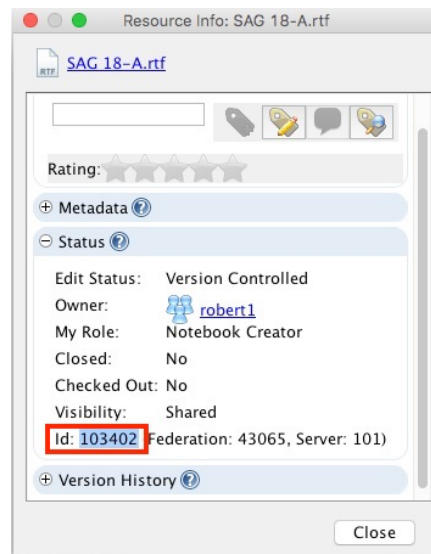 Resource Info: SAG 18-A.rtf
RTF
SAG 18-A.rtf
Rating:
Metadata ?
Status ?
Edit Status: Version Controlled
Owner: robert1
My Role: Notebook Creator
Closed: No
Checked Out: No
Visibility: Shared
Id: 103402 (Federation: 43065, Server: 101)
Version History ?
Close